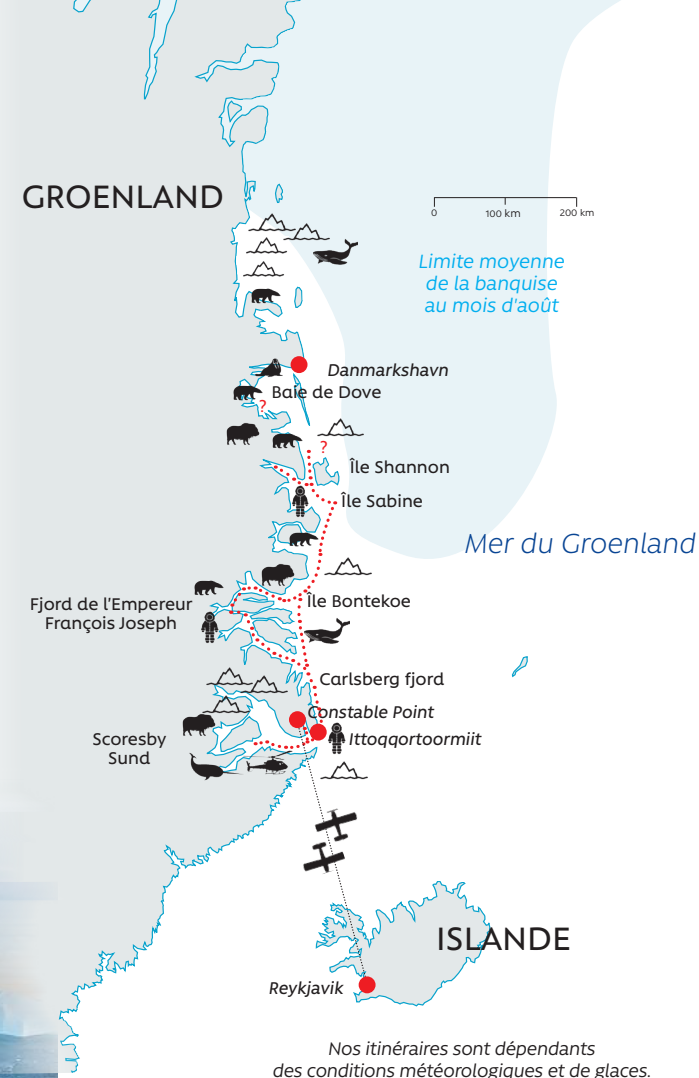 GROENLAND
0
100 km
200 km
Limite moyenne
de la banquise
au mois d'août
Danmarkshavn
Baie de Dove
?
?
Île Shannon
Île Sabine
Mer du Groenland
Île Bontekoe
Fjord de l'Empereur
François Joseph
Carlsberg fjord
Constable Point
Ittoqqortoormiit
Scoresby
Sund
ISLANDE
Reykjavik
Nos itinéraires sont dépendants
des conditions météorologiques et de glaces.